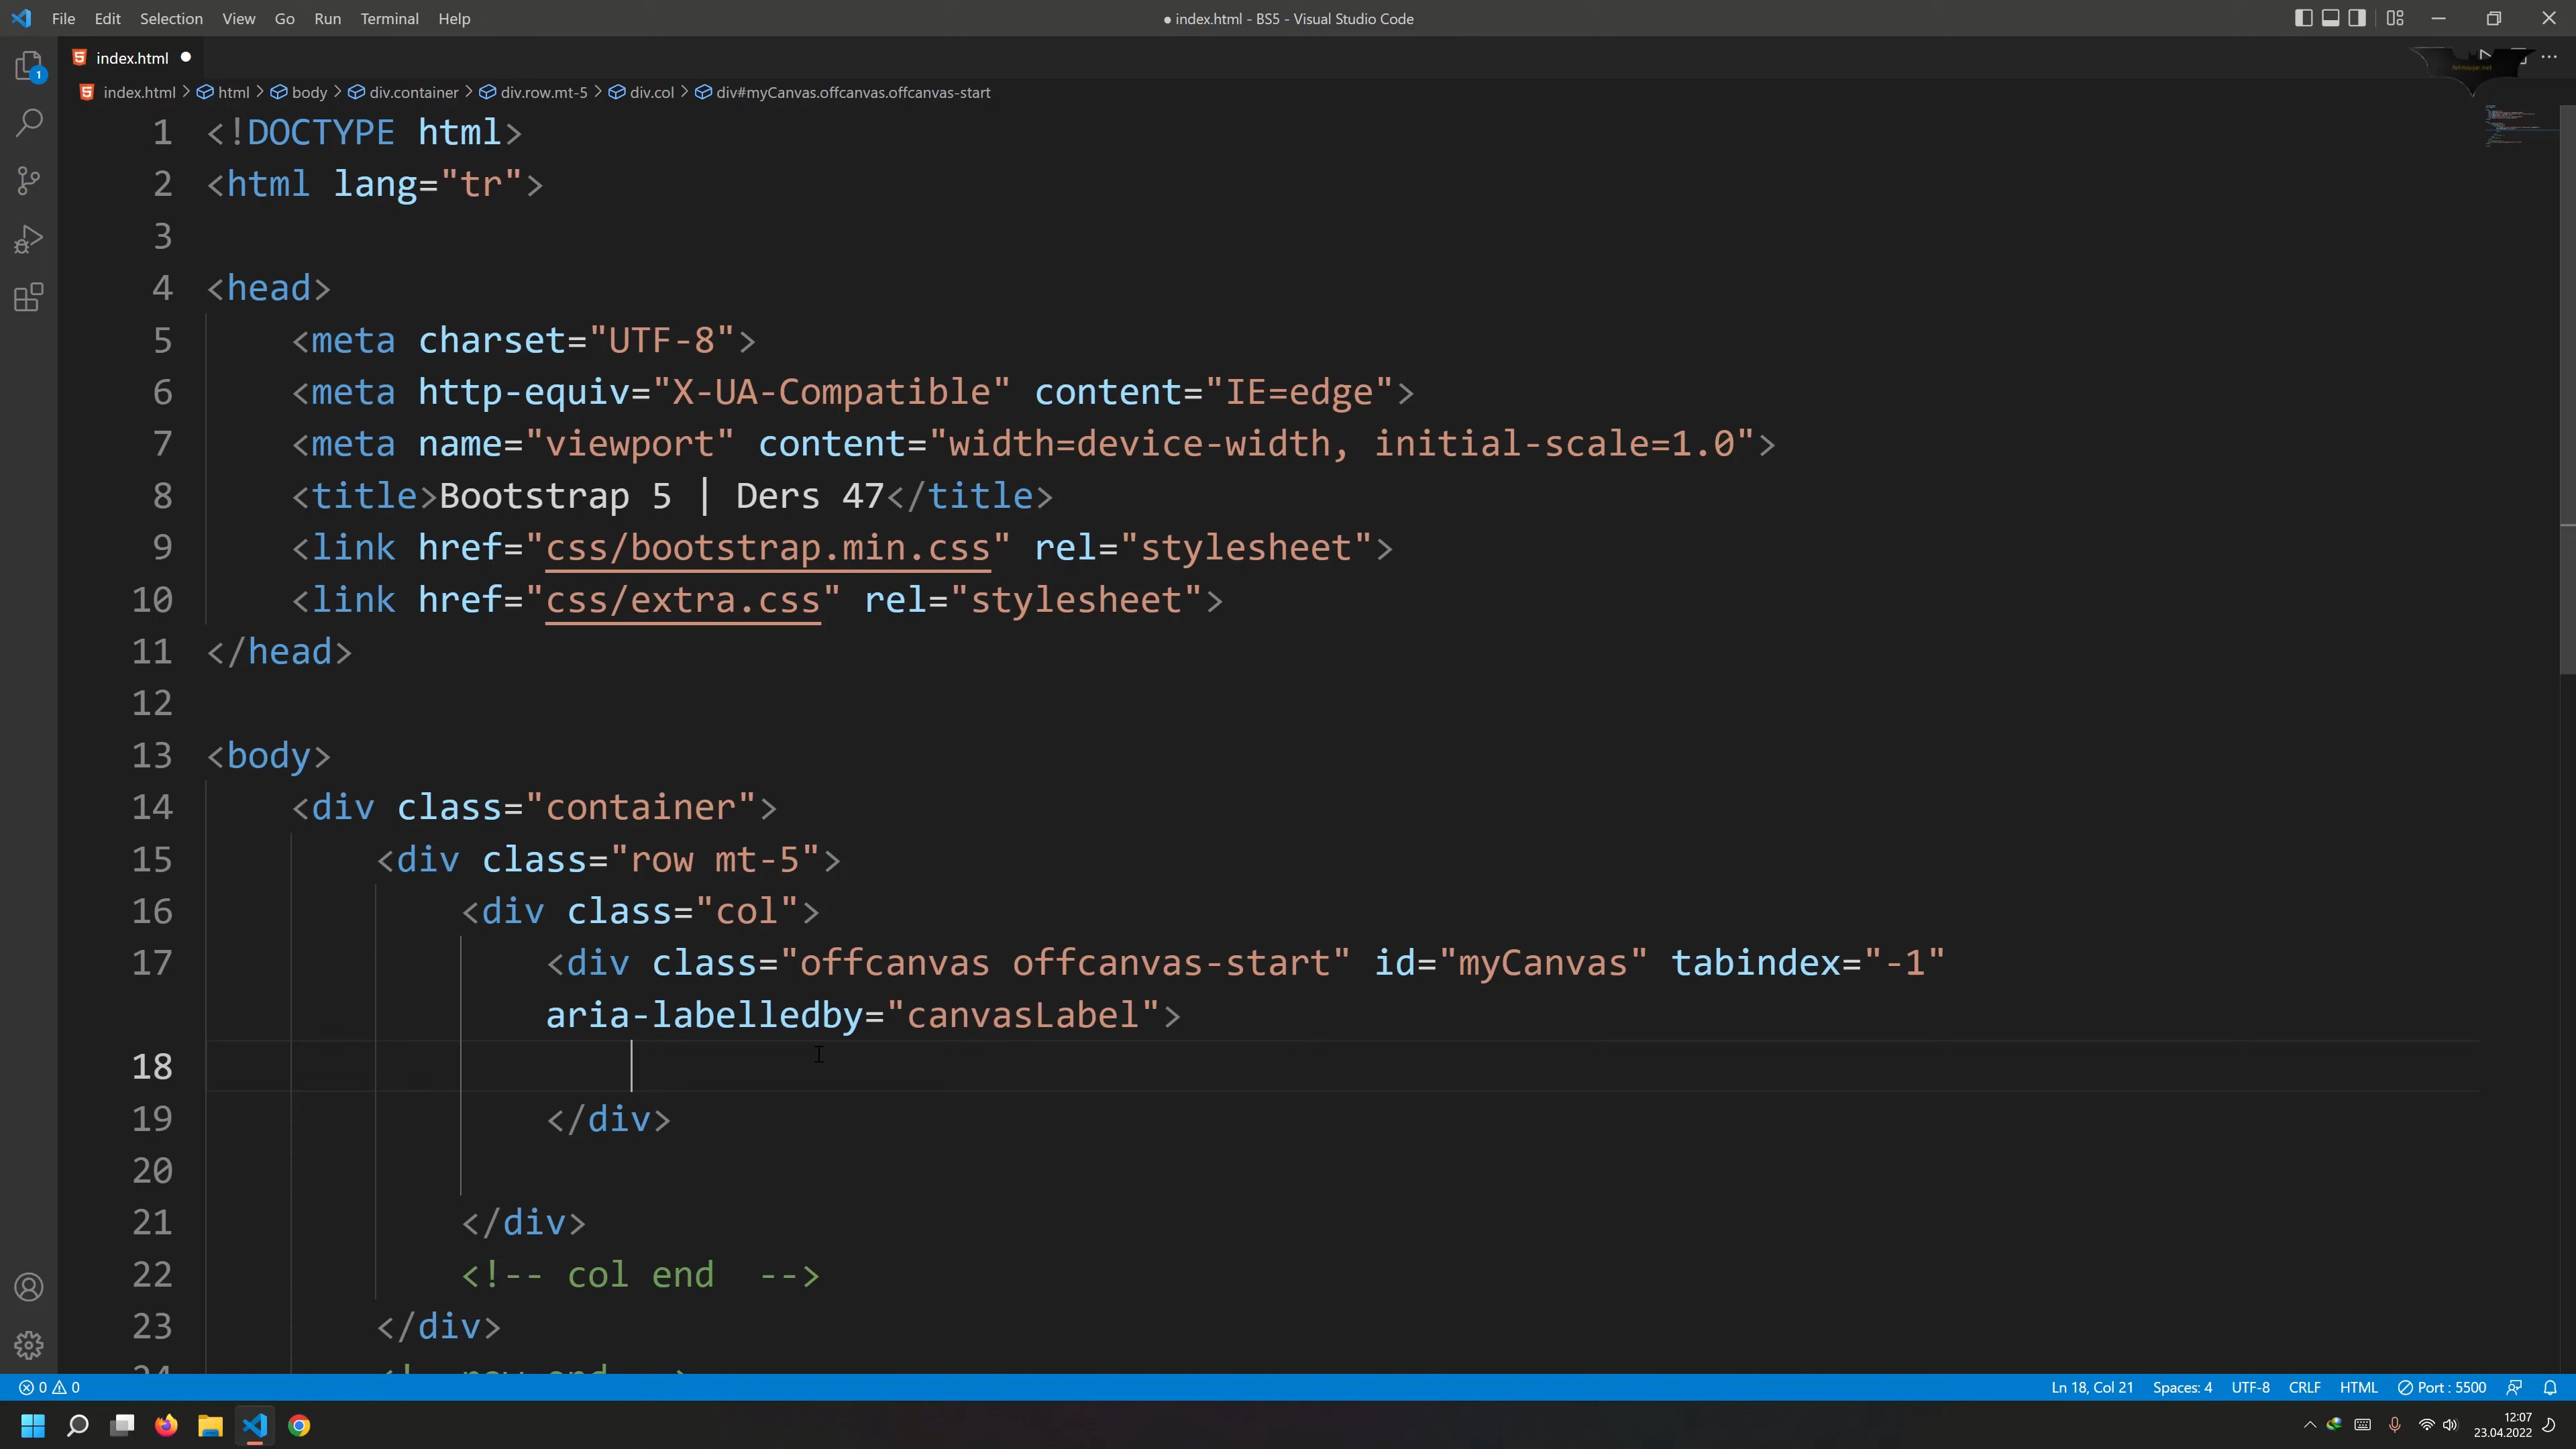 File Edit Selection View Go Run Terminal Help
● index.html - BS5 - Visual Studio Code
index.html ●
index.html > html > body > div.container > div.row.mt-5 > div.col > div#myCanvas.offcanvas.offcanvas-start
1 <!DOCTYPE html>
2 <html lang="tr">
3
4 <head>
5 <meta charset="UTF-8">
6 <meta http-equiv="X-UA-Compatible" content="IE=edge">
7 <meta name="viewport" content="width=device-width, initial-scale=1.0">
8 <title>Bootstrap 5 | Ders 47</title>
9 <link href="css/bootstrap.min.css" rel="stylesheet">
10 <link href="css/extra.css" rel="stylesheet">
11 </head>
12
13 <body>
14 <div class="container">
15 <div class="row mt-5">
16 <div class="col">
17 <div class="offcanvas offcanvas-start" id="myCanvas" tabindex="-1"
aria-labelledby="canvasLabel">
18
19 </div>
20
21 </div>
22 <!-- col end  -->
23 </div>
0 0
Ln 18, Col 21 Spaces: 4 UTF-8 CRLF HTML Port : 5500
12:07
23.04.2022